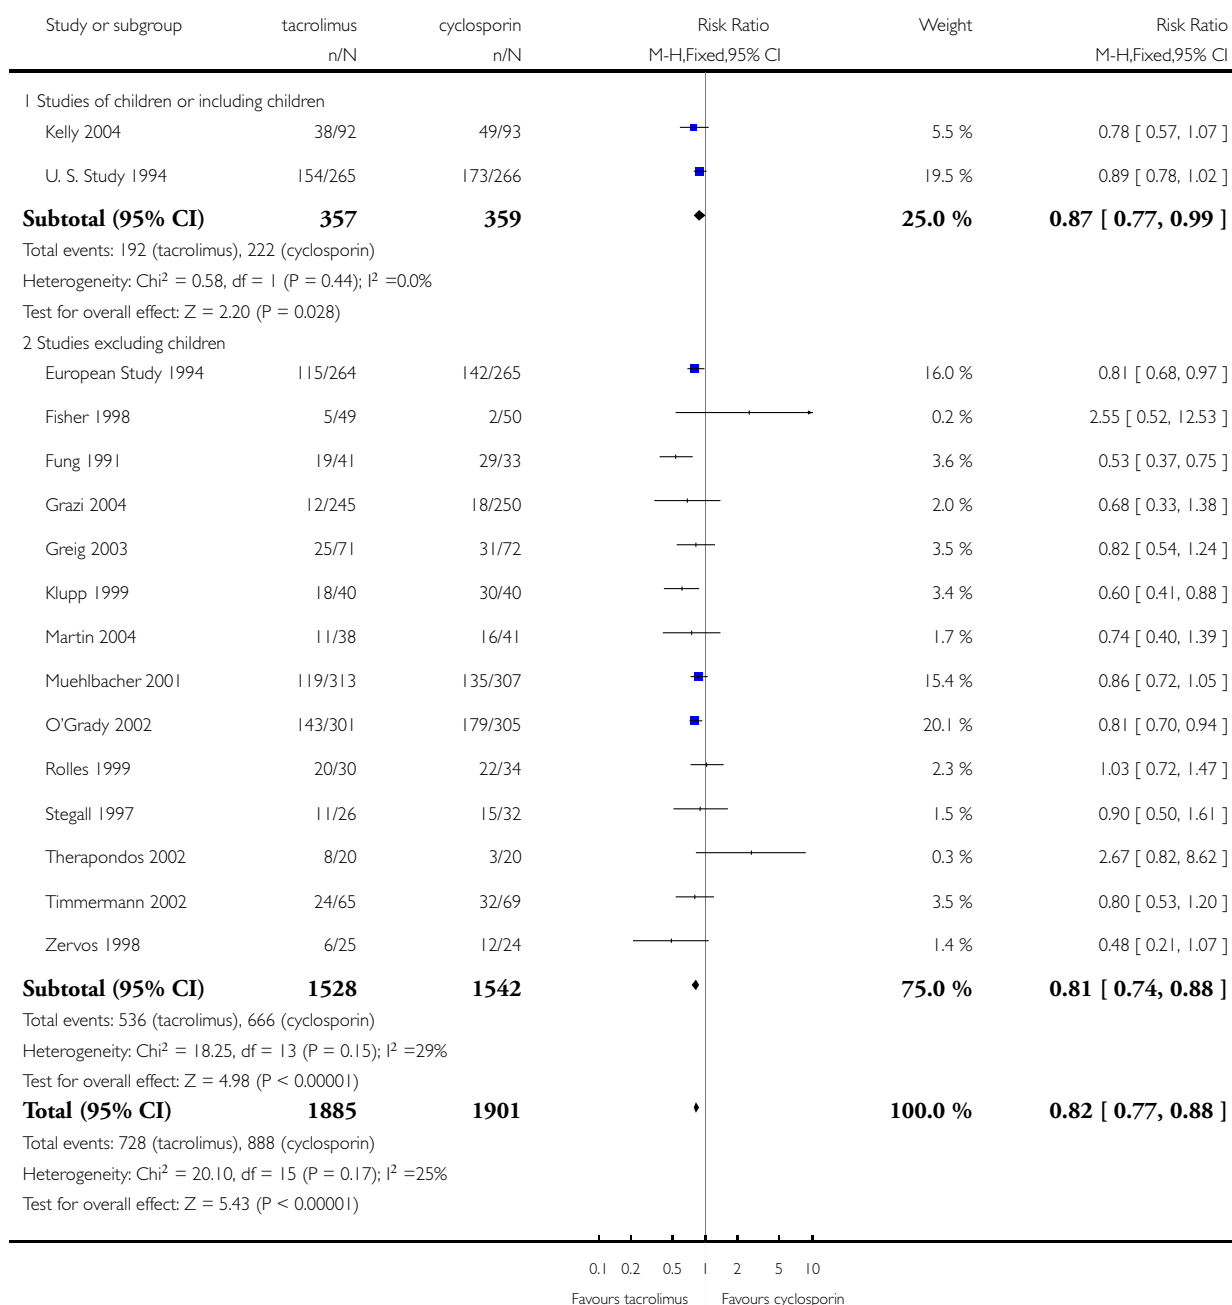 Study or subgroup tacrolimus cyclosporin Risk Ratio Weight Risk Ratio
n/N n/N M-H,Fixed,95% CI M-H,Fixed,95% CI
1 Studies of children or including children
Kelly 2004 38/92 49/93 5.5 % 0.78 [ 0.57, 1.07 ]
U. S. Study 1994 154/265 173/266 19.5 % 0.89 [ 0.78, 1.02 ]
Subtotal (95% CI) 357 359 25.0 % 0.87 [ 0.77, 0.99 ]
Total events: 192 (tacrolimus), 222 (cyclosporin)
Heterogeneity: Chi² = 0.58, df = 1 (P = 0.44); I² =0.0%
Test for overall effect: Z = 2.20 (P = 0.028)
2 Studies excluding children
European Study 1994 115/264 142/265 16.0 % 0.81 [ 0.68, 0.97 ]
Fisher 1998 5/49 2/50 0.2 % 2.55 [ 0.52, 12.53 ]
Fung 1991 19/41 29/33 3.6 % 0.53 [ 0.37, 0.75 ]
Grazi 2004 12/245 18/250 2.0 % 0.68 [ 0.33, 1.38 ]
Greig 2003 25/71 31/72 3.5 % 0.82 [ 0.54, 1.24 ]
Klupp 1999 18/40 30/40 3.4 % 0.60 [ 0.41, 0.88 ]
Martin 2004 11/38 16/41 1.7 % 0.74 [ 0.40, 1.39 ]
Muehlbacher 2001 119/313 135/307 15.4 % 0.86 [ 0.72, 1.05 ]
O'Grady 2002 143/301 179/305 20.1 % 0.81 [ 0.70, 0.94 ]
Rolles 1999 20/30 22/34 2.3 % 1.03 [ 0.72, 1.47 ]
Stegall 1997 11/26 15/32 1.5 % 0.90 [ 0.50, 1.61 ]
Therapondos 2002 8/20 3/20 0.3 % 2.67 [ 0.82, 8.62 ]
Timmermann 2002 24/65 32/69 3.5 % 0.80 [ 0.53, 1.20 ]
Zervos 1998 6/25 12/24 1.4 % 0.48 [ 0.21, 1.07 ]
Subtotal (95% CI) 1528 1542 75.0 % 0.81 [ 0.74, 0.88 ]
Total events: 536 (tacrolimus), 666 (cyclosporin)
Heterogeneity: Chi² = 18.25, df = 13 (P = 0.15); I² =29%
Test for overall effect: Z = 4.98 (P < 0.00001)
Total (95% CI) 1885 1901 100.0 % 0.82 [ 0.77, 0.88 ]
Total events: 728 (tacrolimus), 888 (cyclosporin)
Heterogeneity: Chi² = 20.10, df = 15 (P = 0.17); I² =25%
Test for overall effect: Z = 5.43 (P < 0.00001)
0.1 0.2 0.5 1 2 5 10
Favours tacrolimus Favours cyclosporin